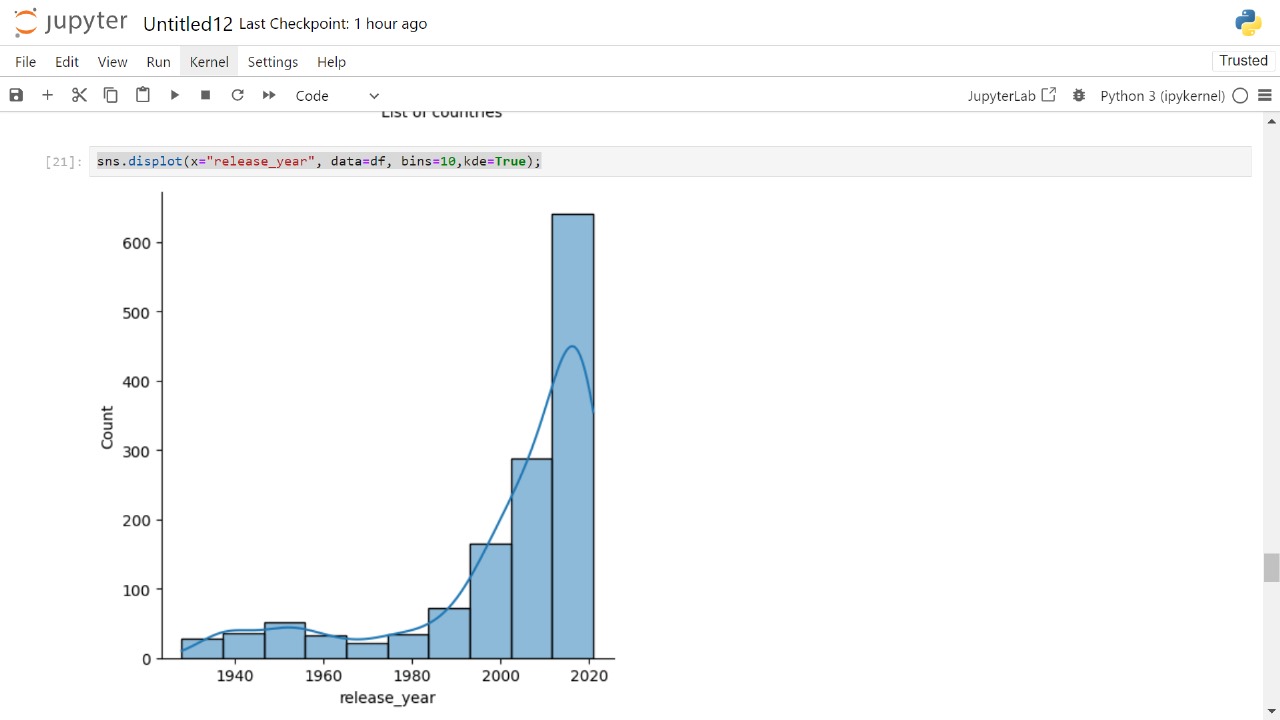 jupyter Untitled12 Last Checkpoint: 1 hour ago
File Edit View Run Kernel Settings Help Trusted
Code JupyterLab Python 3 (ipykernel)
List of countries
[21]: sns.displot(x="release_year", data=df, bins=10,kde=True);
600
500
400
300
200
100
0
Count
1940 1960 1980 2000 2020
release_year